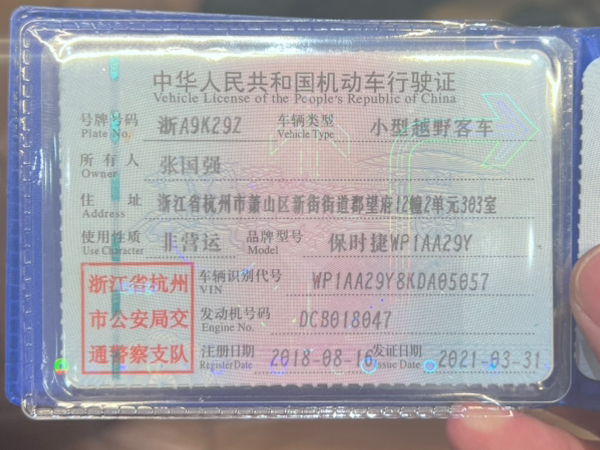 中华人民共和国机动车行驶证
Vehicle License of the People's Republic of China
号牌号码 浙A9K29Z 车辆类型 小型越野客车
Plate No. Vehicle Type
所有人 张国强
Owner
住址 浙江省杭州市萧山区新街街道郡望府12幢2单元303室
Address
使用性质 非营运 品牌型号 保时捷WP1AA29Y
Use Character Model
浙江省杭州
市公安局交
通警察支队
车辆识别代号 WP1AA29Y8KDA05057
VIN
发动机号码 DCB018047
Engine No.
注册日期 2018-08-16 发证日期 2021-03-31
Register Date Issue Date